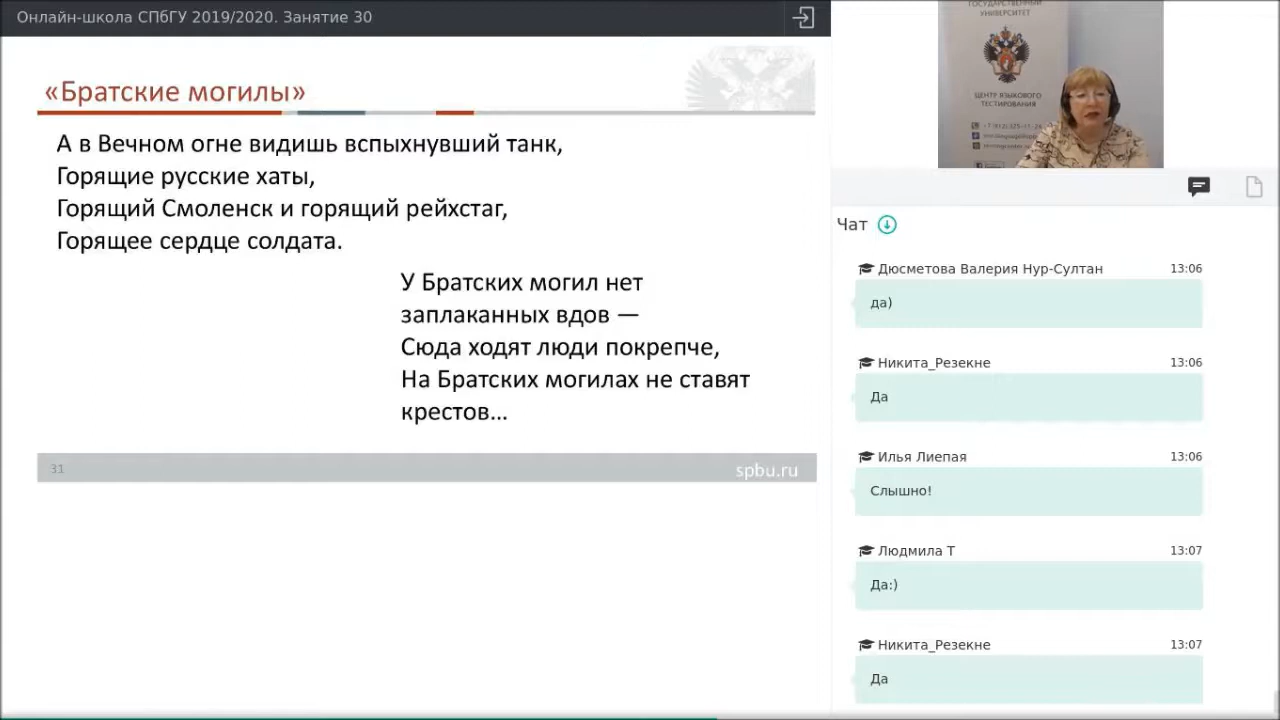 Онлайн-школа СПбГУ 2019/2020. Занятие 30
«Братские могилы»
А в Вечном огне видишь вспыхнувший танк,
Горящие русские хаты,
Горящий Смоленск и горящий рейхстаг,
Горящее сердце солдата.
У Братских могил нет
заплаканных вдов —
Сюда ходят люди покрепче,
На Братских могилах не ставят
крестов…
31
spbu.ru
ГОСУДАРСТВЕННЫЙ
УНИВЕРСИТЕТ
ЦЕНТР ЯЗЫКОВОГО
ТЕСТИРОВАНИЯ
Чат
Дюсметова Валерия Нур-Султан 13:06
да)
Никита_Резекне 13:06
Да
Илья Лиепая 13:06
Слышно!
Людмила Т 13:07
Да:)
Никита_Резекне 13:07
Да